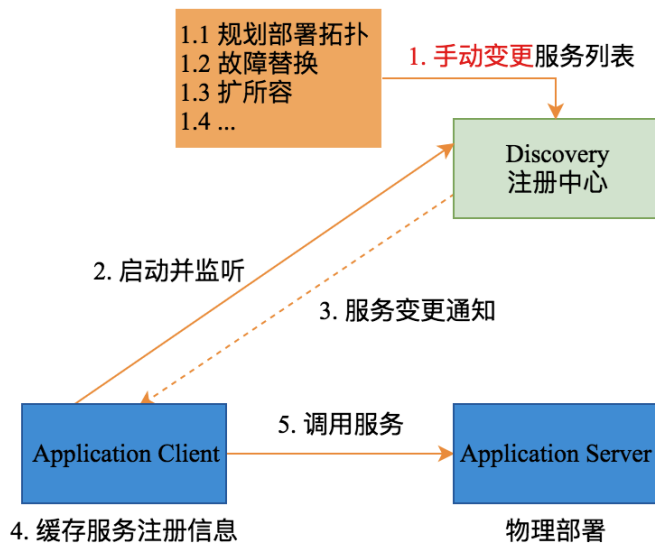 1.1 规划部署拓扑
1.2 故障替换
1.3 扩所容
1.4 ...
1. 手动变更服务列表
Discovery
注册中心
2. 启动并监听
3. 服务变更通知
Application Client
5. 调用服务
Application Server
4. 缓存服务注册信息
物理部署